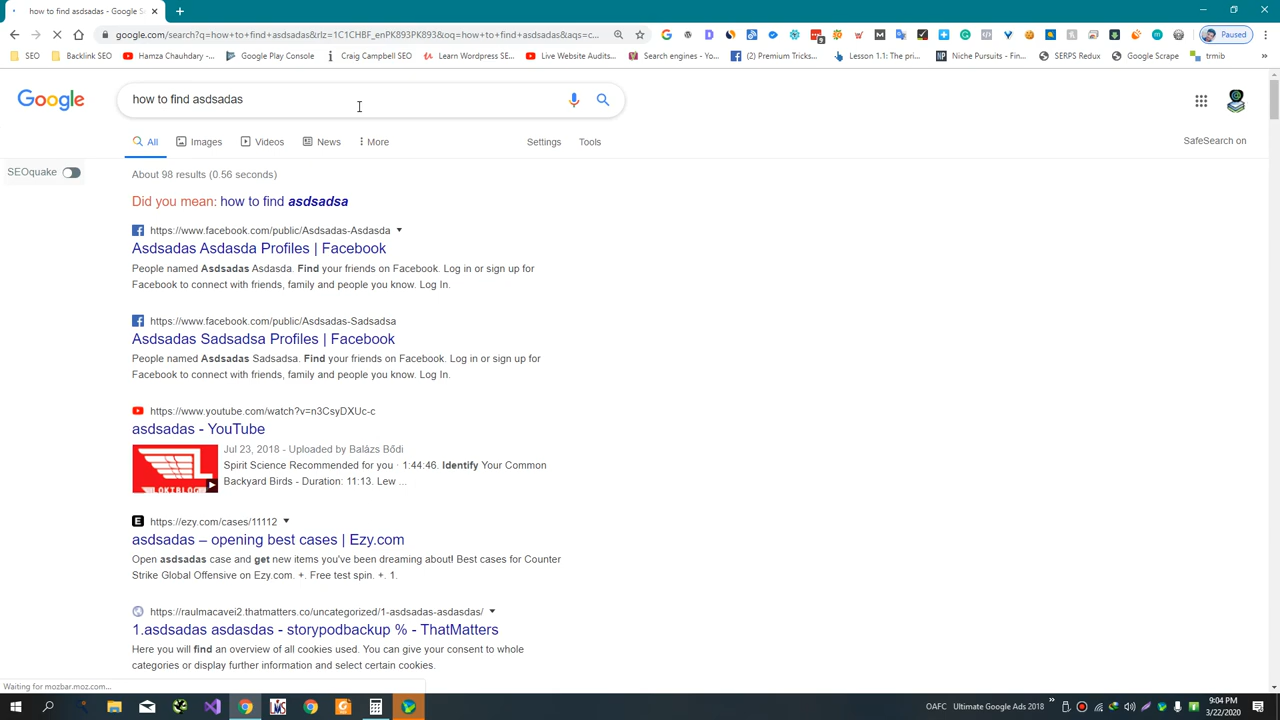 how to find asdsadas - Google S
google.com/search?q=how+to+find+asdsadas&rlz=1C1CHBF_enPK893PK893&oq=how+to+find+asdsadas&aqs=c...
Paused
SEO
Backlink SEO
Hamza Chauhdary -...
Google Play Console
Craig Campbell SEO
Learn Wordpress SE...
Live Website Audits...
Search engines - Yo...
(2) Premium Tricks...
Lesson 1.1: The pri...
Niche Pursuits - Fin...
SERPS Redux
Google Scrape
trmib
»
Google
how to find asdsadas
All
Images
Videos
News
More
Settings
Tools
SafeSearch on
SEOquake
About 98 results (0.56 seconds)
Did you mean: how to find asdsadsa
https://www.facebook.com/public/Asdsadas-Asdasda
Asdsadas Asdasda Profiles | Facebook
People named Asdsadas Asdasda. Find your friends on Facebook. Log in or sign up for
Facebook to connect with friends, family and people you know. Log In.
https://www.facebook.com/public/Asdsadas-Sadsadsa
Asdsadas Sadsadsa Profiles | Facebook
People named Asdsadas Sadsadsa. Find your friends on Facebook. Log in or sign up for
Facebook to connect with friends, family and people you know. Log In.
https://www.youtube.com/watch?v=n3CsyDXUc-c
asdsadas - YouTube
Jul 23, 2018 - Uploaded by Balázs Bődi
Spirit Science Recommended for you · 1:44:46. Identify Your Common
Backyard Birds - Duration: 11:13. Lew ...
https://ezy.com/cases/11112
asdsadas – opening best cases | Ezy.com
Open asdsadas case and get new items you've been dreaming about! Best cases for Counter
Strike Global Offensive on Ezy.com. +. Free test spin. +. 1.
https://raulmacavei2.thatmatters.co/uncategorized/1-asdsadas-asdasdas/
1.asdsadas asdasdas - storypodbackup % - ThatMatters
Here you will find an overview of all cookies used. You can give your consent to whole
categories or display further information and select certain cookies.
Waiting for mozbar.moz.com...
OAFC
Ultimate Google Ads 2018
»
9:04 PM
3/22/2020